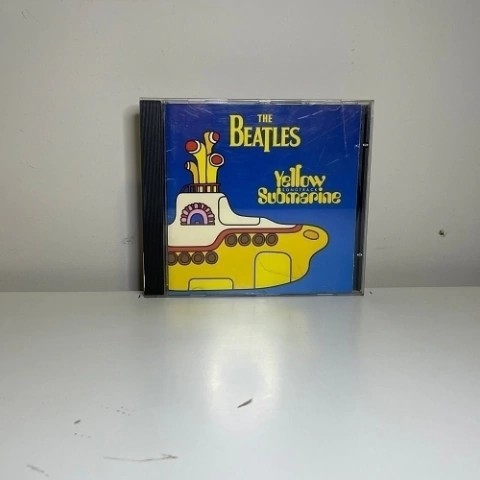 THE
BEATLES
Yellow
SONGTRACK
Submarine